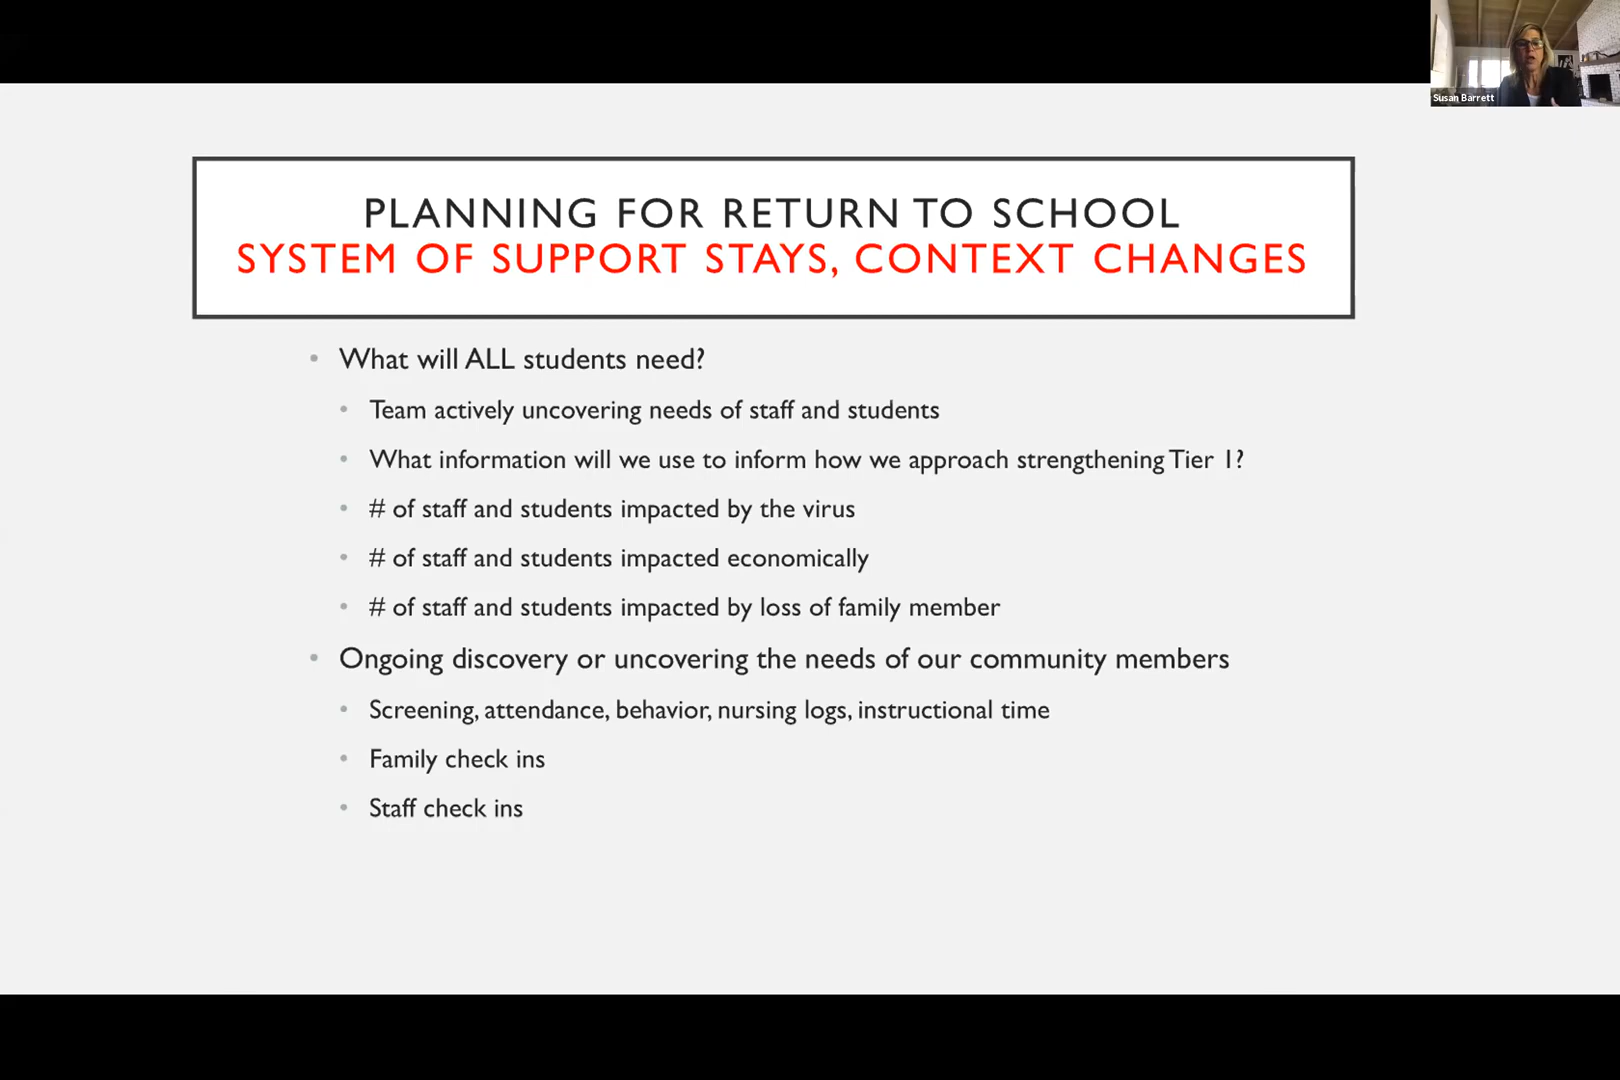 Susan Barrett
PLANNING FOR RETURN TO SCHOOL
SYSTEM OF SUPPORT STAYS, CONTEXT CHANGES
• What will ALL students need?
• Team actively uncovering needs of staff and students
• What information will we use to inform how we approach strengthening Tier 1?
• # of staff and students impacted by the virus
• # of staff and students impacted economically
• # of staff and students impacted by loss of family member
• Ongoing discovery or uncovering the needs of our community members
• Screening, attendance, behavior, nursing logs, instructional time
• Family check ins
• Staff check ins